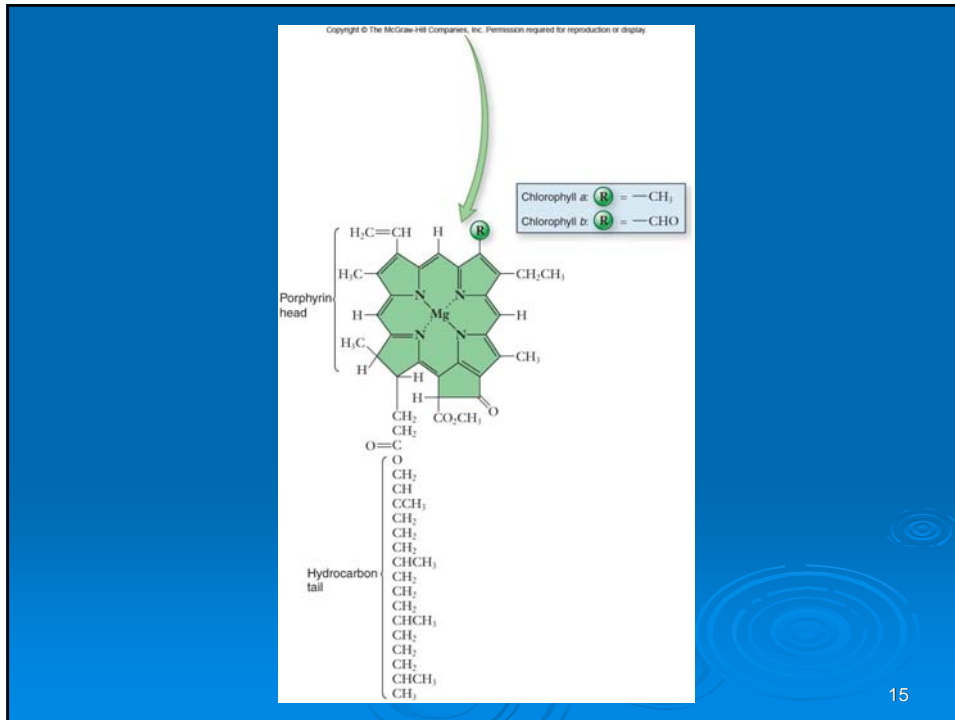 Copyright © The McGraw-Hill Companies, Inc. Permission required for reproduction or display.
Chlorophyll a: R = —CH₃
Chlorophyll b: R = —CHO
H₂C=CH H R
H₃C CH₂CH₃
N N
Porphyrin
head
Mg
H H
N N
H₃C CH₃
H H
H
O
CH₂ CO₂CH₃
CH₂
O=C
O
CH₂
CH
CCH₃
CH₂
CH₂
CH₂
CHCH₃
Hydrocarbon
tail
CH₂
CH₂
CH₂
CHCH₃
CH₂
CH₂
CH₂
CHCH₃
CH₃
15